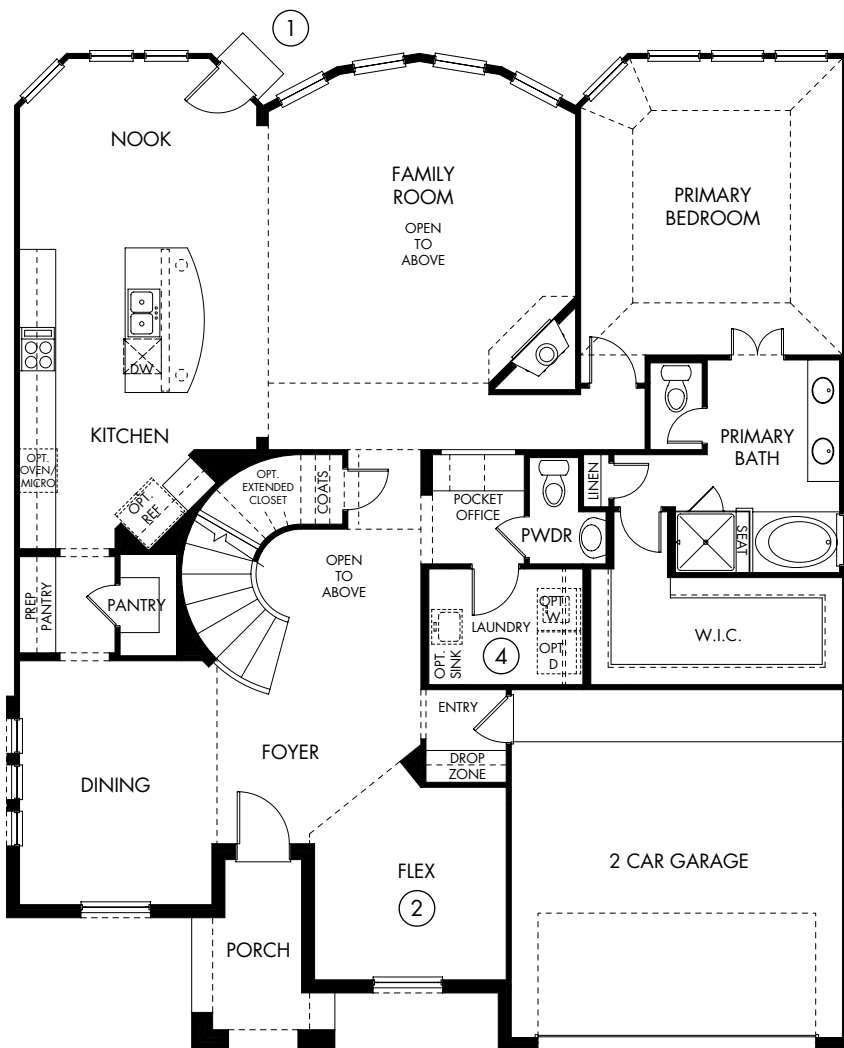 1
NOOK
FAMILY
ROOM
OPEN
TO
ABOVE
PRIMARY
BEDROOM
DW
KITCHEN
OPT.
OVEN/
MICRO
OPT.
REF
OPT.
EXTENDED
CLOSET
COATS
POCKET
OFFICE
PWDR
LINEN
PRIMARY
BATH
SEAT
OPEN
TO
ABOVE
PREP
PANTRY
PANTRY
OPT.
SINK
LAUNDRY
4
OPT
W
OPT
D
W.I.C.
ENTRY
DROP
ZONE
FOYER
DINING
FLEX
2
2 CAR GARAGE
PORCH